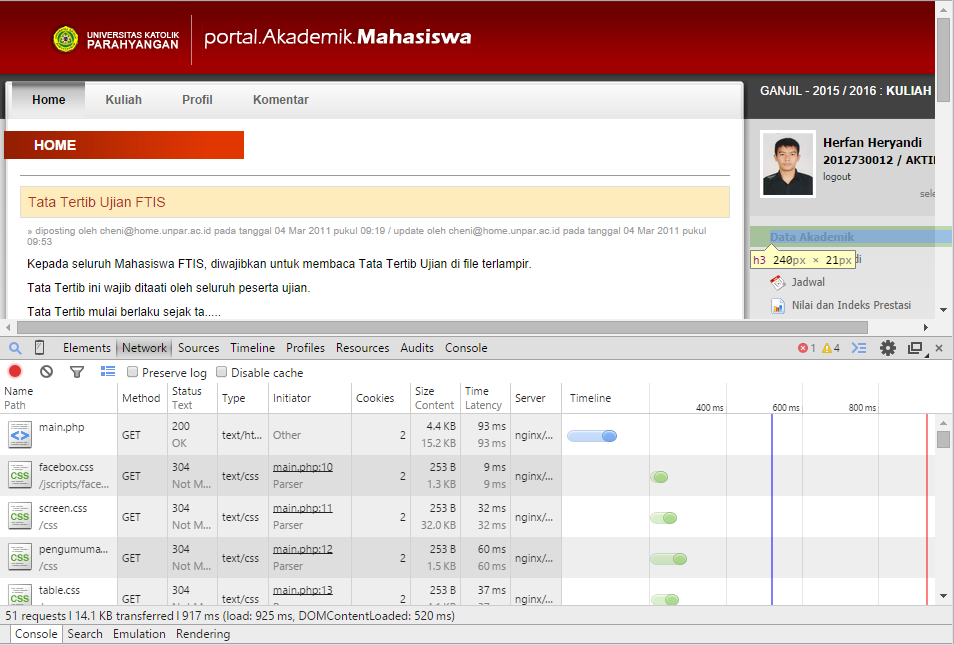 UNIVERSITAS KATOLIK
PARAHYANGAN
portal.Akademik.Mahasiswa
Home Kuliah Profil Komentar
GANJIL - 2015 / 2016 : KULIAH
HOME
Herfan Heryandi
2012730012 / AKTI
logout
sele
Tata Tertib Ujian FTIS
» diposting oleh cheni@home.unpar.ac.id pada tanggal 04 Mar 2011 pukul 09:19 / update oleh cheni@home.unpar.ac.id pada tanggal 04 Mar 2011 pukul
09:53
Kepada seluruh Mahasiswa FTIS, diwajibkan untuk membaca Tata Tertib Ujian di file terlampir.
Tata Tertib ini wajib ditaati oleh seluruh peserta ujian.
Tata Tertib mulai berlaku sejak ta.....
Data Akademik
h3 240px × 21px
di
Jadwal
Nilai dan Indeks Prestasi
Elements Network Sources Timeline Profiles Resources Audits Console 1 4
Preserve log Disable cache
Name Path Method Status Text Type Initiator Cookies Size Content Time Latency Server Timeline 400 ms 600 ms 800 ms
main.php GET 200 OK text/ht... Other 2 4.4 KB 15.2 KB 93 ms 93 ms nginx/...
facebox.css /jscripts/face... GET 304 Not M... text/css main.php:10 Parser 2 253 B 1.3 KB 9 ms 9 ms nginx/...
screen.css /css GET 304 Not M... text/css main.php:11 Parser 2 253 B 32.0 KB 32 ms 32 ms nginx/...
pengumuma... /css GET 304 Not M... text/css main.php:12 Parser 2 253 B 1.5 KB 60 ms 60 ms nginx/...
table.css GET 304 text/css main.php:13 2 253 B 37 ms nginx/...
51 requests | 14.1 KB transferred | 917 ms (load: 925 ms, DOMContentLoaded: 520 ms)
Console Search Emulation Rendering